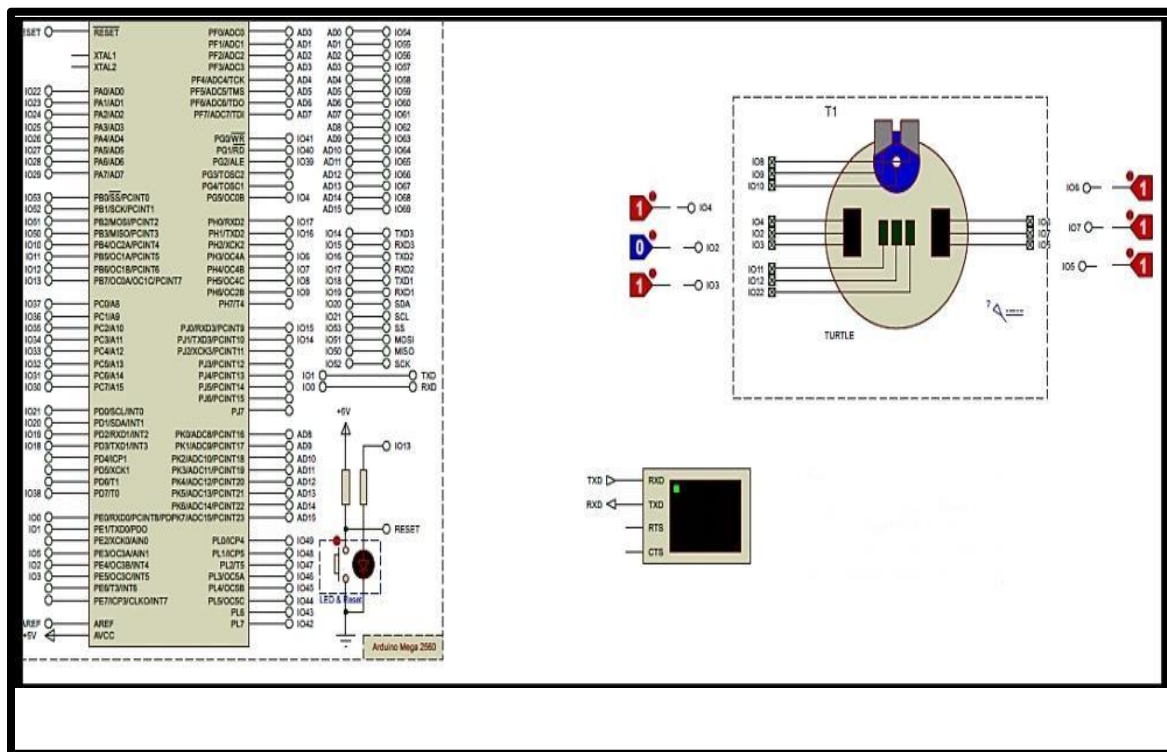 RESET
PF0/ADC0
AD0
IO54
PF1/ADC1
AD1
AD1
IO55
XTAL1
PF2/ADC2
AD2
AD2
IO56
XTAL2
PF3/ADC3
AD3
AD3
IO57
PF4/ADC4/TCK
AD4
AD4
IO58
IO22
PA0/AD0
PF5/ADC5/TMS
AD5
AD5
IO59
IO23
PA1/AD1
PF6/ADC6/TDO
AD6
AD6
IO60
IO24
PA2/AD2
PF7/ADC7/TDI
AD7
AD7
IO61
IO25
PA3/AD3
AD8
IO62
IO26
PA4/AD4
PG0/WR
IO41
AD9
IO63
IO27
PA5/AD5
PG1/RD
IO40
AD10
IO64
IO28
PA6/AD6
PG2/ALE
IO39
AD11
IO65
IO29
PA7/AD7
PG3/TOSC2
AD12
IO66
PG4/TOSC1
AD13
IO67
IO53
PB0/SS/PCINT0
PG5/OC0B
IO4
AD14
IO68
IO52
PB1/SCK/PCINT1
AD15
IO69
IO51
PB2/MOSI/PCINT2
PH0/RXD2
IO17
IO50
PB3/MISO/PCINT3
PH1/TXD2
IO16
IO14
TXD3
IO10
PB4/OC2A/PCINT4
PH2/XCK2
IO15
RXD3
IO11
PB5/OC1A/PCINT5
PH3/OC4A
IO6
IO16
TXD2
IO12
PB6/OC1B/PCINT6
PH4/OC4B
IO7
IO17
RXD2
IO13
PB7/OC0A/OC1C/PCINT7
PH5/OC4C
IO8
IO18
TXD1
PH6/OC2B
IO9
IO19
RXD1
IO37
PC0/A8
PH7/T4
IO20
SDA
IO36
PC1/A9
IO21
SCL
IO35
PC2/A10
PJ0/RXD3/PCINT9
IO15
IO53
SS
IO34
PC3/A11
PJ1/TXD3/PCINT10
IO14
IO51
MOSI
IO33
PC4/A12
PJ2/XCK3/PCINT11
IO50
MISO
IO32
PC5/A13
PJ3/PCINT12
IO52
SCK
IO31
PC6/A14
PJ4/PCINT13
IO1
TXD
IO30
PC7/A15
PJ5/PCINT14
IO0
RXD
PJ6/PCINT15
IO21
PD0/SCL/INT0
PJ7
IO20
PD1/SDA/INT1
+5V
IO19
PD2/RXD1/INT2
PK0/ADC8/PCINT16
AD8
IO18
PD3/TXD1/INT3
PK1/ADC9/PCINT17
AD9
IO13
PD4/ICP1
PK2/ADC10/PCINT18
AD10
PD5/XCK1
PK3/ADC11/PCINT19
AD11
PD6/T1
PK4/ADC12/PCINT20
AD12
IO38
PD7/T0
PK5/ADC13/PCINT21
AD13
PK6/ADC14/PCINT22
AD14
IO0
PE0/RXD0/PCINT8/PDI
PK7/ADC15/PCINT23
AD15
IO1
PE1/TXD0/PDO
RESET
PE2/XCK0/AIN0
PL0/ICP4
IO49
IO5
PE3/OC3A/AIN1
PL1/ICP5
IO48
IO2
PE4/OC3B/INT4
PL2/T5
IO47
IO3
PE5/OC3C/INT5
PL3/OC5A
IO46
PE6/T3/INT6
PL4/OC5B
IO45
PE7/ICP3/CLKO/INT7
PL5/OC5C
IO44
LED & Reset
PL6
IO43
AREF
AREF
PL7
IO42
+5V
AVCC
Arduino Mega 2560
T1
IO8
IO9
IO10
IO4
IO2
IO3
IO11
IO12
IO22
IO7
IO5
TURTLE
1
IO4
0
IO2
1
IO3
IO6
1
IO7
1
IO5
1
TXD
RXD
RXD
TXD
RTS
CTS